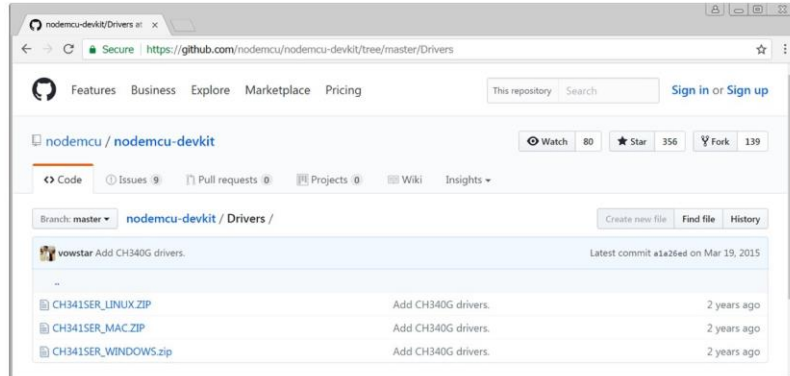 nodemcu-devkit/Drivers at
Secure https://github.com/nodemcu/nodemcu-devkit/tree/master/Drivers
Features Business Explore Marketplace Pricing This repository Search Sign in or Sign up
nodemcu / nodemcu-devkit Watch 80 Star 356 Fork 139
<> Code Issues 9 Pull requests 0 Projects 0 Wiki Insights
Branch: master nodemcu-devkit / Drivers / Create new file Find file History
vowstar Add CH340G drivers. Latest commit a1a26ed on Mar 19, 2015
..
CH341SER_LINUX.ZIP Add CH340G drivers. 2 years ago
CH341SER_MAC.ZIP Add CH340G drivers. 2 years ago
CH341SER_WINDOWS.zip Add CH340G drivers. 2 years ago